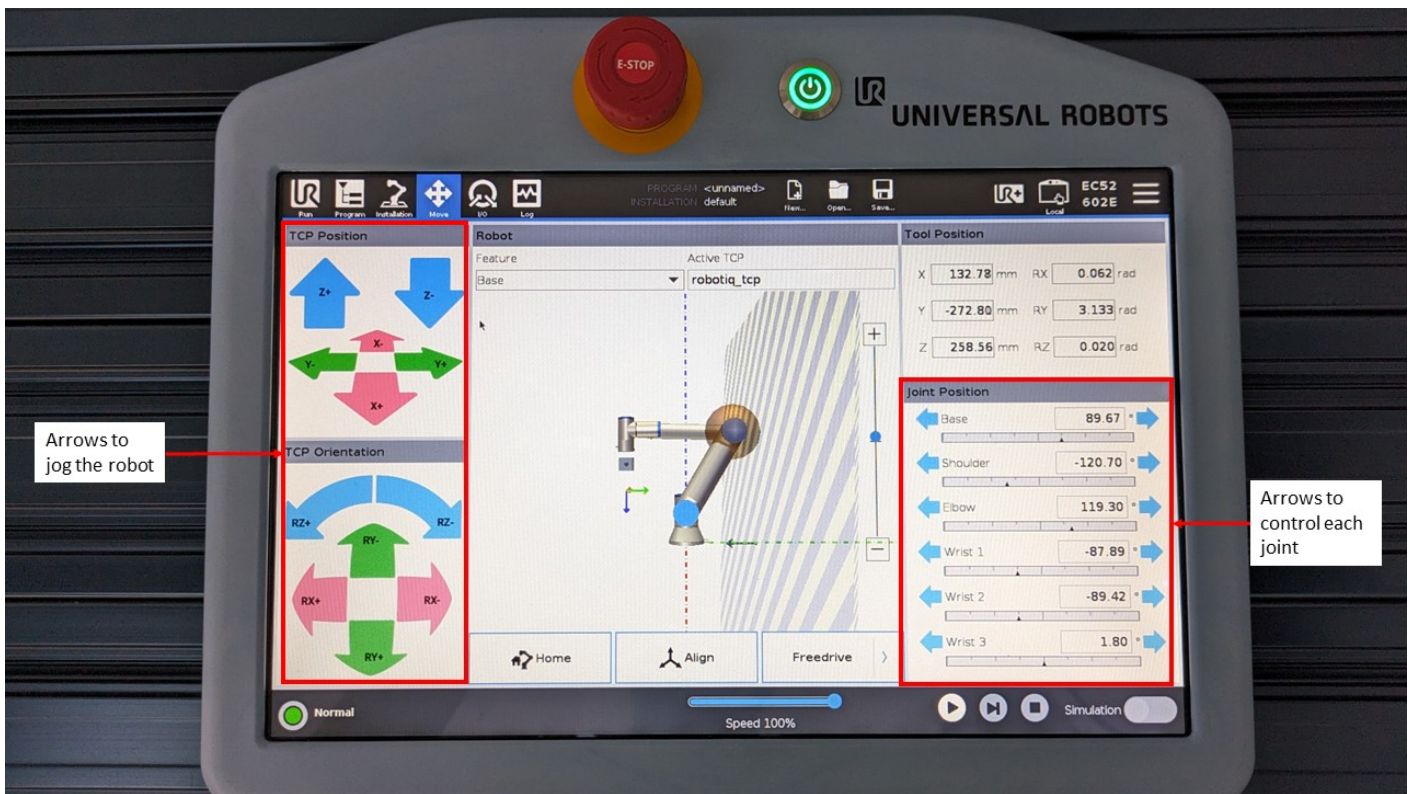 E-STOP
UR
UNIVERSAL ROBOTS
UR
Run
Program
Installation
Move
I/O
Log
PROGRAM <unnamed>
INSTALLATION default
New...
Open...
Save...
UR+
Local
EC52
602E
TCP Position
Z+
Z-
X-
Y-
Y+
X+
TCP Orientation
RZ+
RZ-
RY-
RX+
RX-
RY+
Robot
Feature
Active TCP
Base
robotiq_tcp
+
−
Home
Align
Freedrive
Tool Position
X 132.78 mm RX 0.062 rad
Y -272.80 mm RY 3.133 rad
Z 258.56 mm RZ 0.020 rad
Joint Position
Base 89.67 °
Shoulder -120.70 °
Elbow 119.30 °
Wrist 1 -87.89 °
Wrist 2 -89.42 °
Wrist 3 1.80 °
Normal
Speed 100%
Simulation
Arrows to
jog the robot
Arrows to
control each
joint